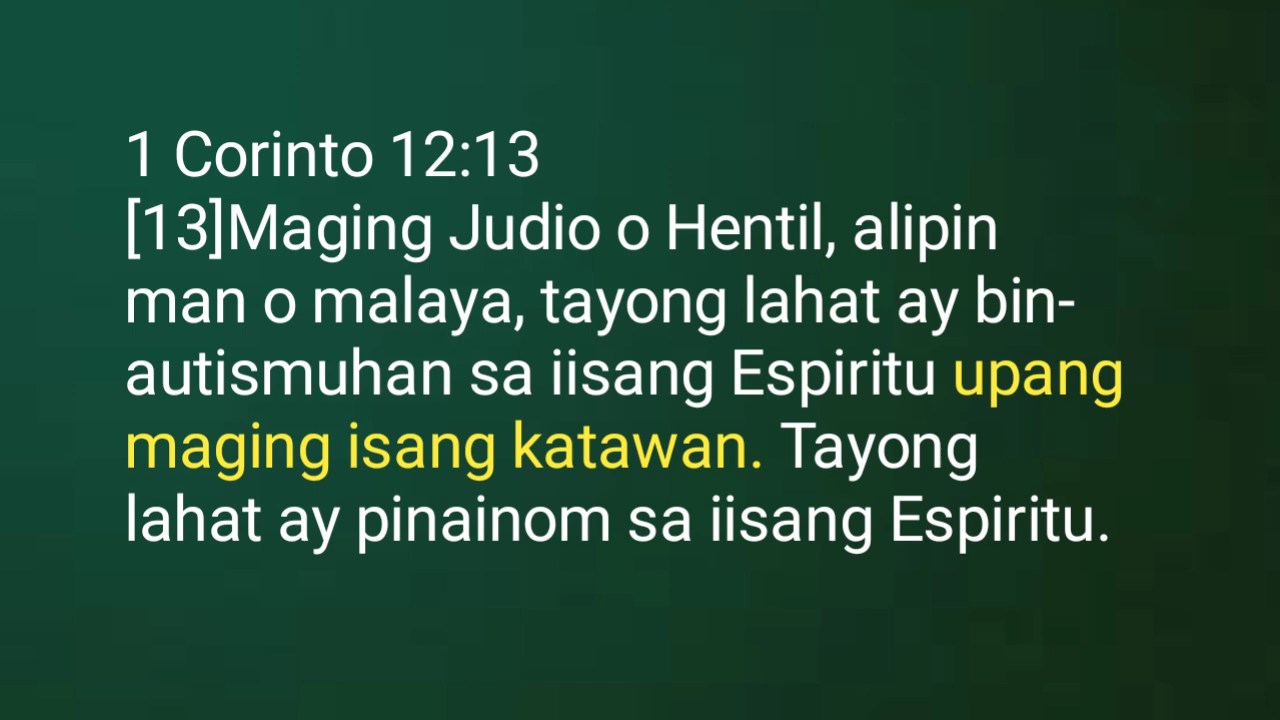 1 Corinto 12:13
[13]Maging Judio o Hentil, alipin
man o malaya, tayong lahat ay bin-
autismuhan sa iisang Espiritu upang
maging isang katawan. Tayong
lahat ay pinainom sa iisang Espiritu.